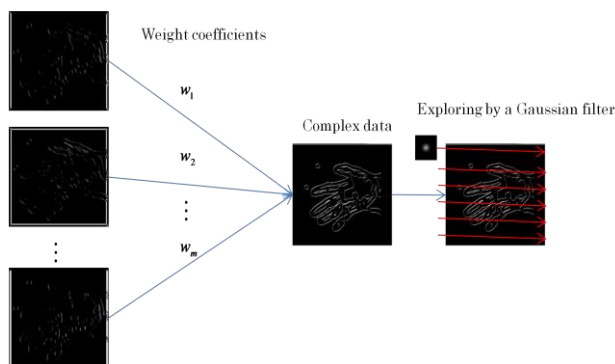 Weight coefficients
w1
w2
⋮
wm
⋮
Complex data
Exploring by a Gaussian filter